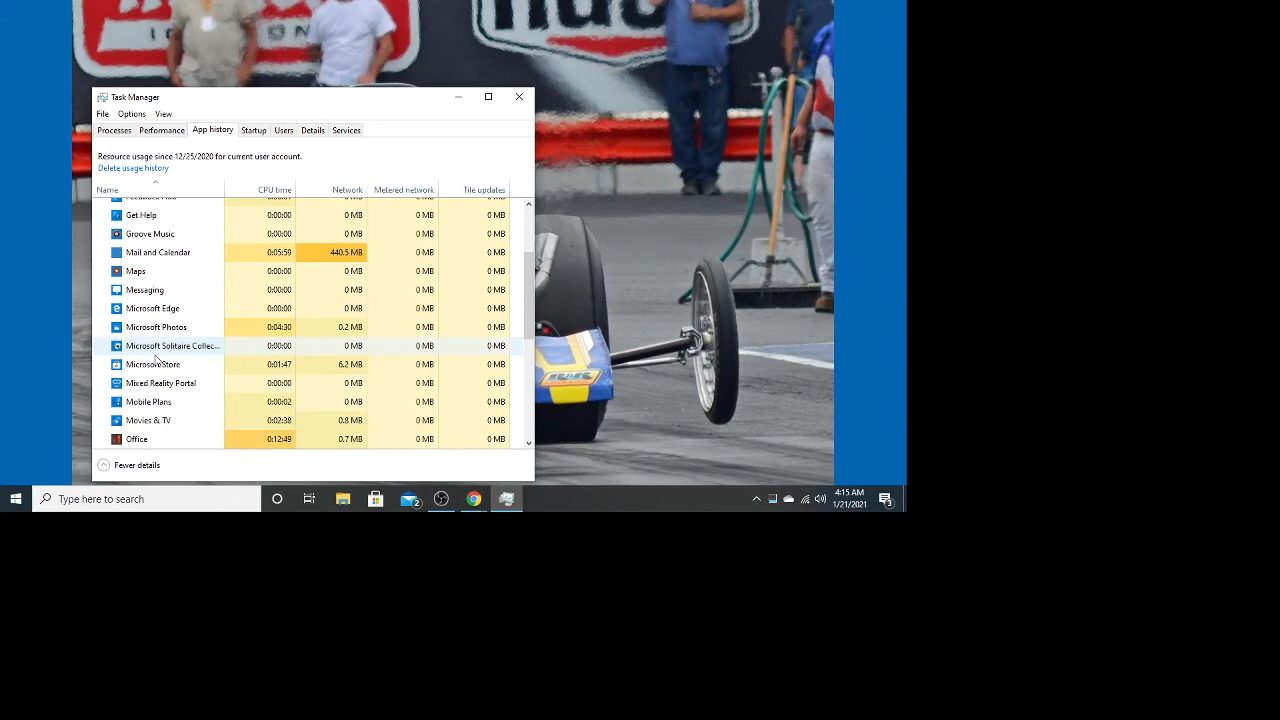 Task Manager
File Options View
Processes Performance App history Startup Users Details Services
Resource usage since 12/25/2020 for current user account.
Delete usage history
Name CPU time Network Metered network Tile updates
Get Help 0:00:00 0 MB 0 MB 0 MB
Groove Music 0:00:00 0 MB 0 MB 0 MB
Mail and Calendar 0:05:59 440.5 MB 0 MB 0 MB
Maps 0:00:00 0 MB 0 MB 0 MB
Messaging 0:00:00 0 MB 0 MB 0 MB
Microsoft Edge 0:00:00 0 MB 0 MB 0 MB
Microsoft Photos 0:04:30 0.2 MB 0 MB 0 MB
Microsoft Solitaire Collec... 0:00:00 0 MB 0 MB 0 MB
Microsoft Store 0:01:47 6.2 MB 0 MB 0 MB
Mixed Reality Portal 0:00:00 0 MB 0 MB 0 MB
Mobile Plans 0:00:02 0 MB 0 MB 0 MB
Movies & TV 0:02:38 0.8 MB 0 MB 0 MB
Office 0:12:49 0.7 MB 0 MB 0 MB
Fewer details
Type here to search
2
4:15 AM
1/21/2021
3